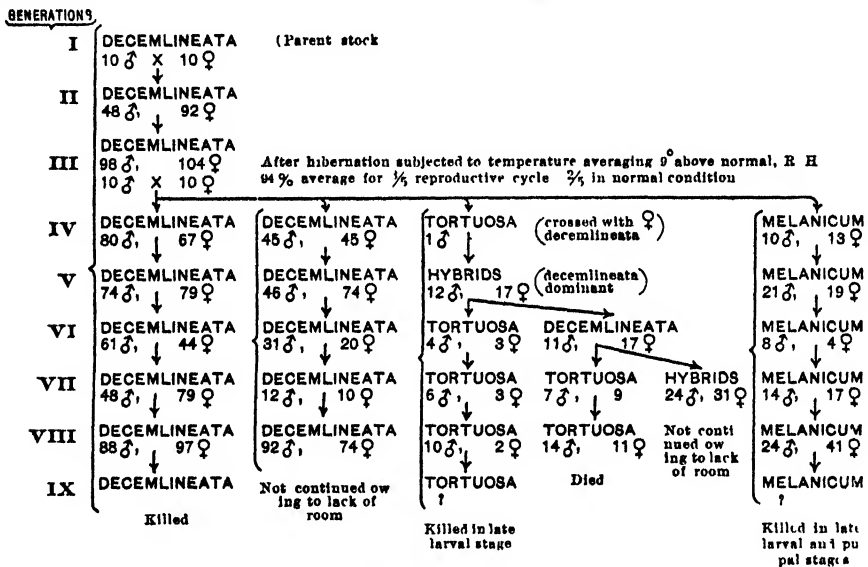 GENERATIONS
I DECEMLINEATA (Parent stock
10 ♂ X 10 ♀
II DECEMLINEATA
48 ♂, 92 ♀
III DECEMLINEATA
98 ♂, 104 ♀
10 ♂ X 10 ♀
After hibernation subjected to temperature averaging 9° above normal, R H
94 % average for 1/5 reproductive cycle 2/5 in normal condition
IV DECEMLINEATA DECEMLINEATA TORTUOSA (crossed with ♀ MELANICUM
80 ♂, 67 ♀ 45 ♂, 45 ♀ 1 ♂ decemlineata) 10 ♂, 13 ♀
V DECEMLINEATA DECEMLINEATA HYBRIDS (decemlineata MELANICUM
74 ♂, 79 ♀ 46 ♂, 74 ♀ 12 ♂, 17 ♀ dominant) 21 ♂, 19 ♀
VI DECEMLINEATA DECEMLINEATA TORTUOSA DECEMLINEATA MELANICUM
61 ♂, 44 ♀ 31 ♂, 20 ♀ 4 ♂, 3 ♀ 11 ♂, 17 ♀ 8 ♂, 4 ♀
VII DECEMLINEATA DECEMLINEATA TORTUOSA TORTUOSA HYBRIDS MELANICUM
48 ♂, 79 ♀ 12 ♂, 10 ♀ 6 ♂, 3 ♀ 7 ♂, 9 24 ♂, 31 ♀ 14 ♂, 17 ♀
VIII DECEMLINEATA DECEMLINEATA TORTUOSA TORTUOSA MELANICUM
88 ♂, 97 ♀ 92 ♂, 74 ♀ 10 ♂, 2 ♀ 14 ♂, 11 ♀ 24 ♂, 41 ♀
Not conti
nued ow
ing to lack
of room
IX DECEMLINEATA TORTUOSA MELANICUM
? ?
Killed
Not continued ow
ing to lack of
room
Killed in late
larval stage
Died
Killed in late
larval and pu
pal stages